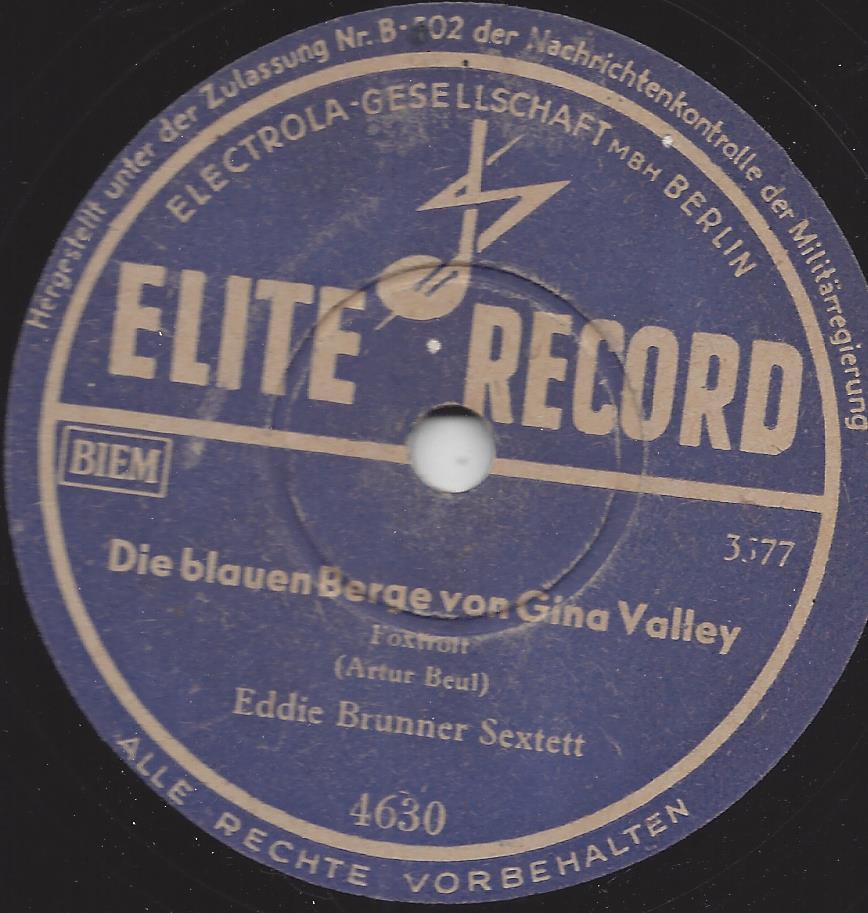 Hergestellt unter der Zulassung Nr. B- der Nachrichtenkontrolle der Militärregierung
ELECTROLA-GESELLSCHAFT MBH BERLIN
ELITE RECORD
BIEM
Die blauen Berge von Gina Valley
Foxtrott
(Artur Beul)
Eddie Brunner Sextett
4630
ALLE RECHTE VORBEHALTEN